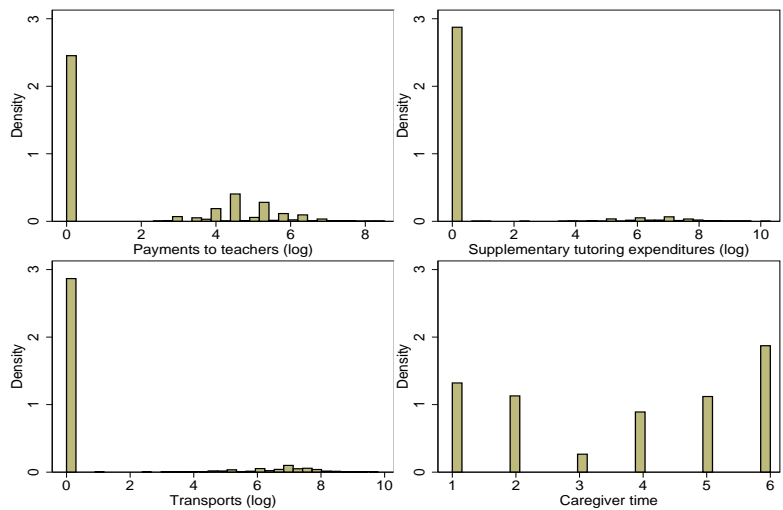 Density
3
2
1
0
0 2 4 6 8
Payments to teachers (log)
Density
3
2
1
0
0 2 4 6 8 10
Supplementary tutoring expenditures (log)
Density
3
2
1
0
0 2 4 6 8 10
Transports (log)
Density
3
2
1
0
1 2 3 4 5 6
Caregiver time